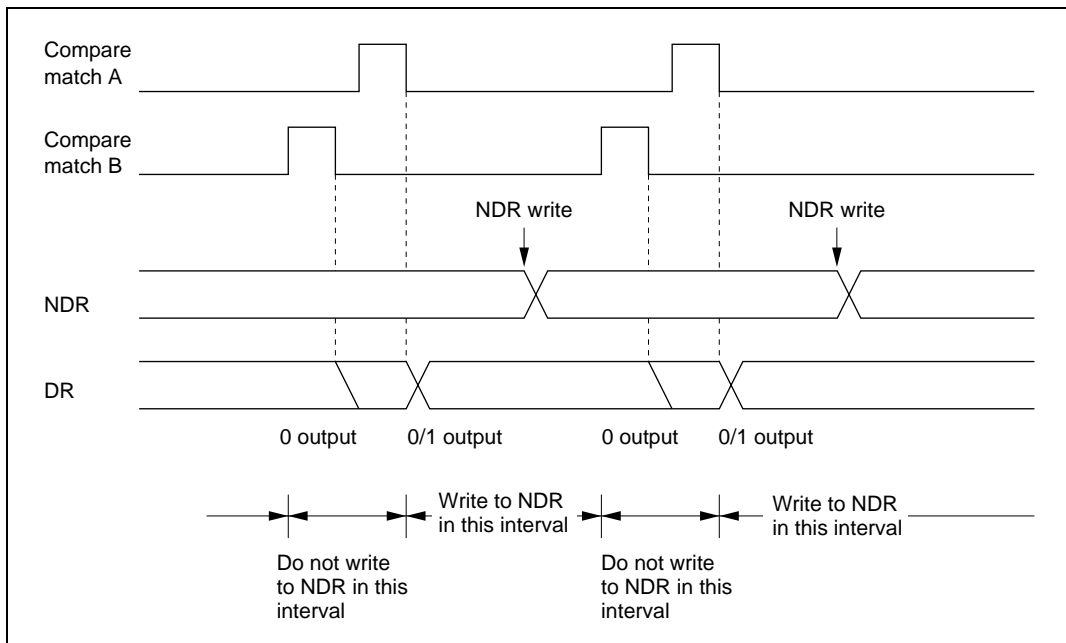 Compare
match A
Compare
match B
NDR write
NDR write
NDR
DR
0 output
0/1 output
0 output
0/1 output
Write to NDR
in this interval
Write to NDR
in this interval
Do not write
to NDR in this
interval
Do not write
to NDR in this
interval